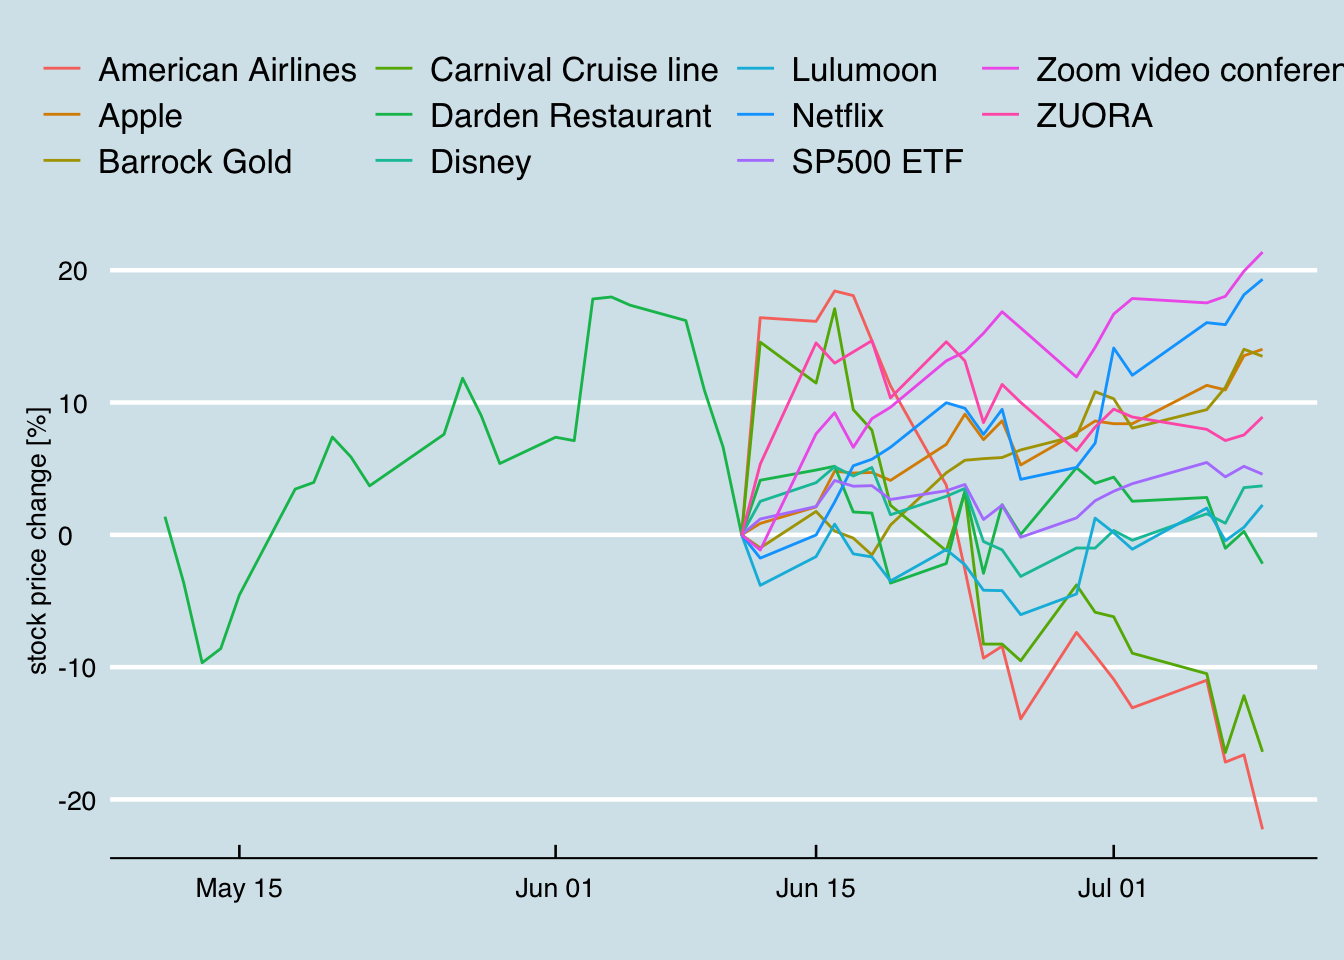 American Airlines Carnival Cruise line Lulumoon Zoom video conferen
Apple Darden Restaurant Netflix ZUORA
Barrock Gold Disney SP500 ETF
stock price change [%]
20
10
0
-10
-20
May 15 Jun 01 Jun 15 Jul 01